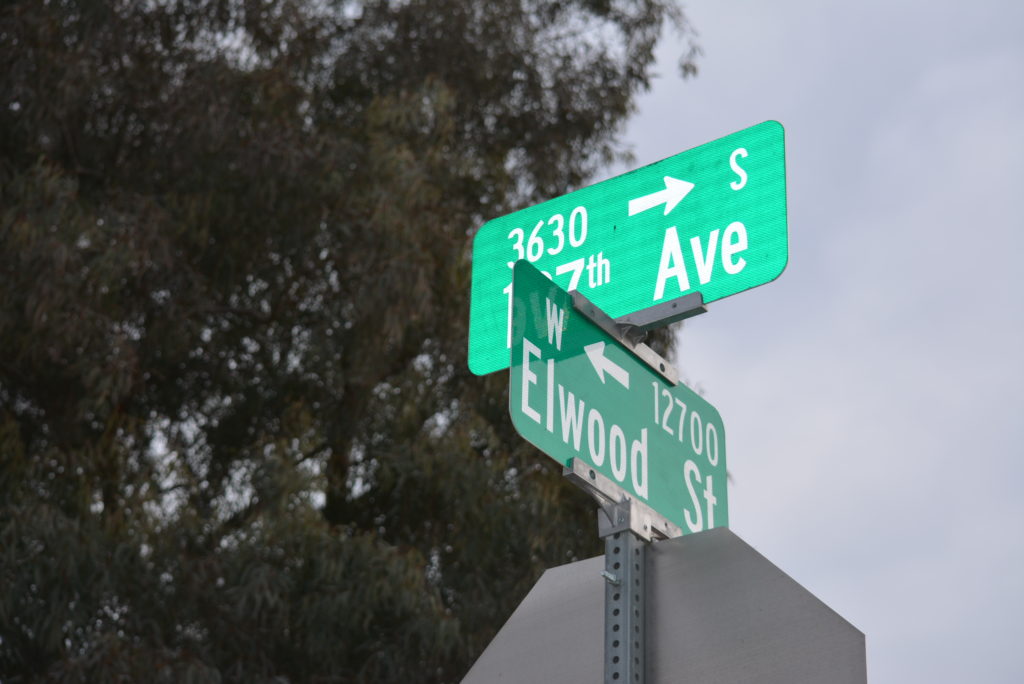 3630 → S
Ave
W ← 12700
Elwood St